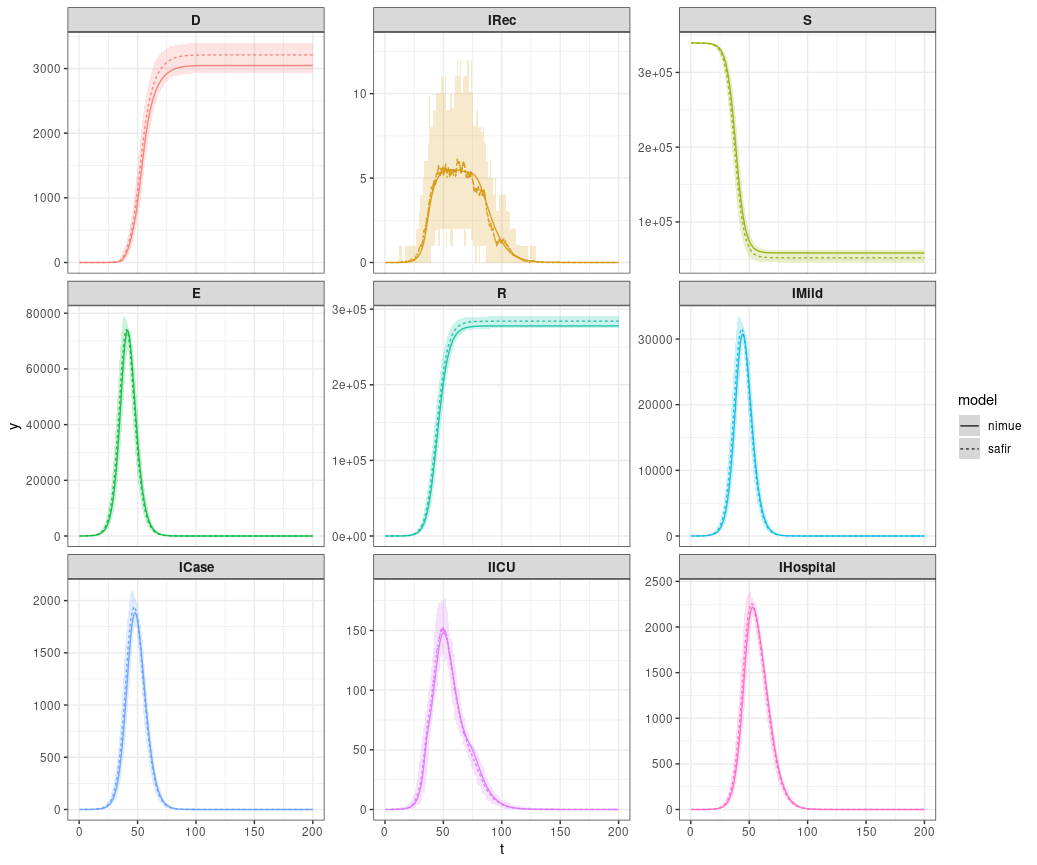 D
IRec
S
3000
2000
1000
0
10
5
0
3e+05
2e+05
1e+05
E
R
IMild
80000
60000
40000
20000
0
3e+05
2e+05
1e+05
0e+00
30000
20000
10000
0
ICase
IICU
IHospital
2000
1500
1000
500
0
150
100
50
0
2500
2000
1500
1000
500
0
0 50 100 150 200
0 50 100 150 200
0 50 100 150 200
y
t
model
nimue
safir